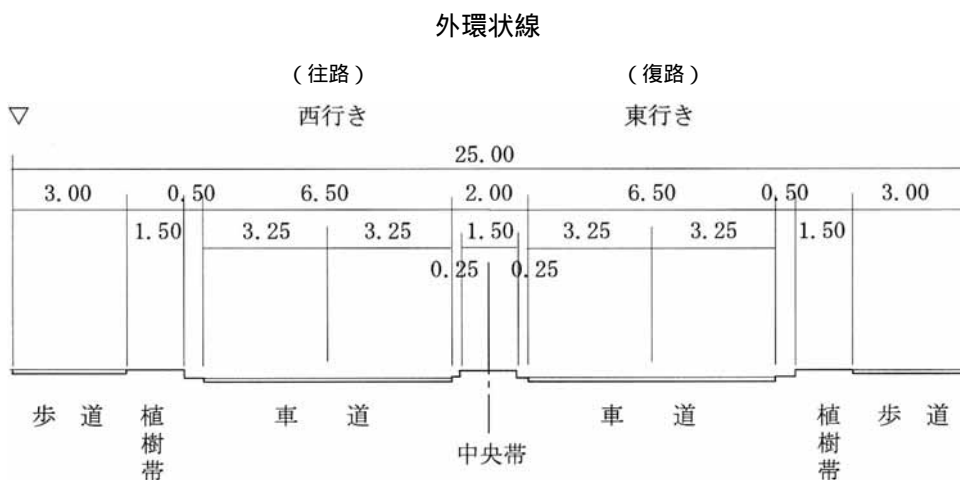 外環状線
（往路） （復路）
▽ 西行き 東行き
25.00
3.00 0.50 6.50 2.00 6.50 0.50 3.00
1.50 3.25 3.25 1.50 3.25 3.25 1.50
0.25 0.25
歩 道 植樹帯 車 道 中央帯 車 道 植樹帯 歩 道